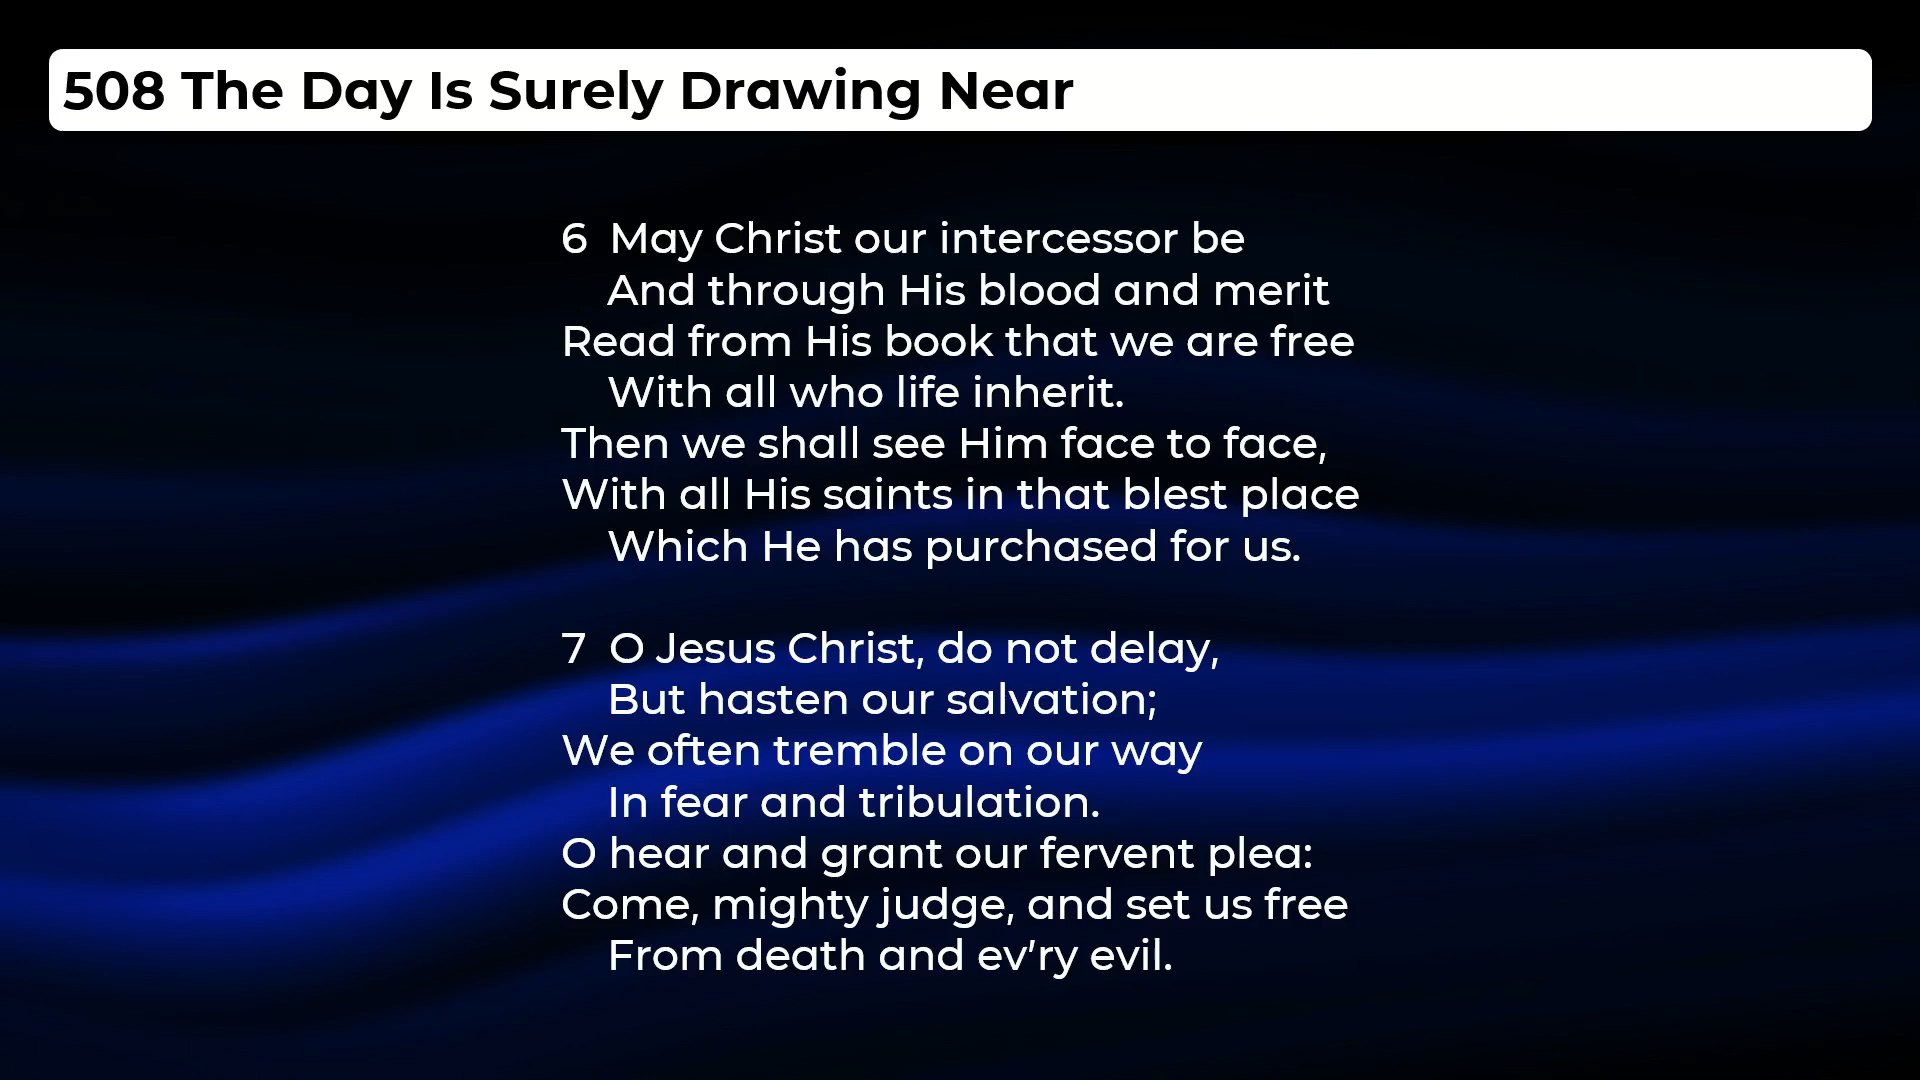 508 The Day Is Surely Drawing Near
6 May Christ our intercessor be
And through His blood and merit
Read from His book that we are free
With all who life inherit.
Then we shall see Him face to face,
With all His saints in that blest place
Which He has purchased for us.
7 O Jesus Christ, do not delay,
But hasten our salvation;
We often tremble on our way
In fear and tribulation.
O hear and grant our fervent plea:
Come, mighty judge, and set us free
From death and ev’ry evil.